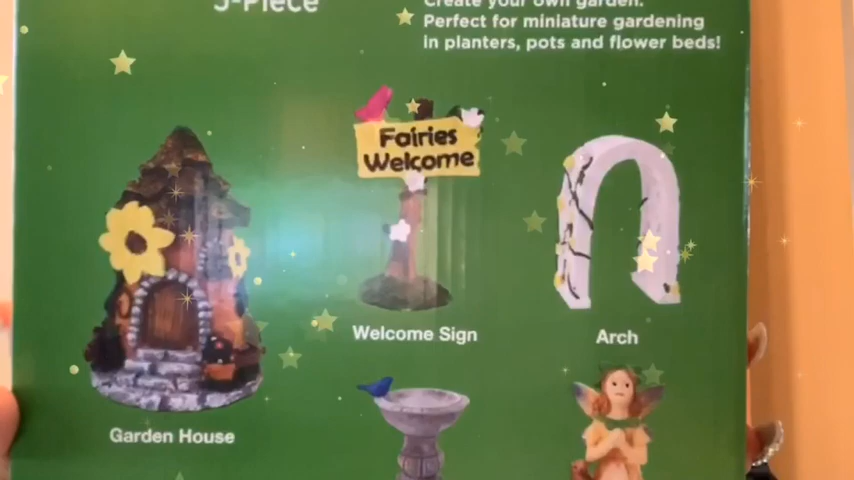 5-Piece
Create your own garden.
Perfect for miniature gardening
in planters, pots and flower beds!
Fairies
Welcome
Welcome Sign
Arch
Garden House